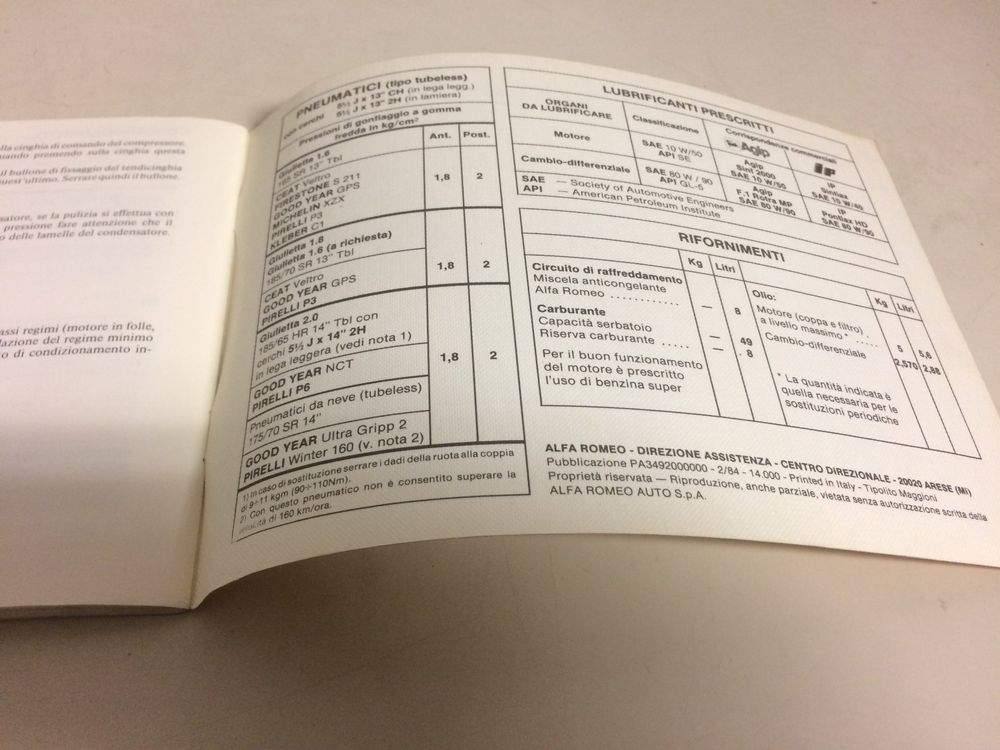 lla cinghia di comando del compressore,
uando premendo sulla cinghia questa
il bullone di fissaggio del tendicinghia
quest'ultimo. Serrare quindi il bullone.
satore, se la pulizia si effettua con
pressione fare attenzione che il
o delle lamelle del condensatore.
assi regimi (motore in folle,
lazione del regime minimo
to di condizionamento in-
PNEUMATICI (tipo tubeless)
con cerchi 5½ J x 13" CH (in lega legg.)
5½ J x 13" 2H (in lamiera)
Pressioni di gonfiaggio a gomma
fredda in kg/cm² Ant. Post.
Giulietta 1.6
165 SR 13" Tbl
CEAT Veltro
FIRESTONE S 211
GOOD YEAR GPS
MICHELIN XZX
PIRELLI P3
KLEBER C1
1,8 2
Giulietta 1.8
Giulietta 1.6 (a richiesta)
185/70 SR 13" Tbl
CEAT Veltro
GOOD YEAR GPS
PIRELLI P3
1,8 2
Giulietta 2.0
185/65 HR 14" Tbl con
cerchi 5½ J x 14" 2H
in lega leggera (vedi nota 1)
GOOD YEAR NCT
PIRELLI P6
1,8 2
Pneumatici da neve (tubeless)
175/70 SR 14"
GOOD YEAR Ultra Gripp 2
PIRELLI Winter 160 (v. nota 2)
1) In caso di sostituzione serrare i dadi della ruota alla coppia
di 9÷11 kgm (90÷110Nm).
2) Con questo pneumatico non è consentito superare la
velocità di 160 km/ora.
LUBRIFICANTI PRESCRITTI
ORGANI
DA LUBRIFICARE
Classificazione
Corrispondenze commerciali
Agip IP
Motore
SAE 10 W/50
API SE
Agip
Sint 2000
SAE 10 W/50
IP
Sintiax
SAE 10 W/40
Cambio-differenziale
SAE 80 W / 90
API GL-5
Agip
F.1 Rotra MP
SAE 80 W/90
IP
Pontiax HD
SAE 80 W/90
SAE — Society of Automotive Engineers
API — American Petroleum Institute
RIFORNIMENTI
Kg Litri
Circuito di raffreddamento
Miscela anticongelante
Alfa Romeo ............ 8
Carburante
Capacità serbatoio — 49
Riserva carburante ..... — 8
Per il buon funzionamento
del motore è prescritto
l'uso di benzina super
Kg Litri
Olio:
Motore (coppa e filtro)
a livello massimo* ..... 5 5,6
Cambio-differenziale 2,570 2,88
* La quantità indicata è
quella necessaria per le
sostituzioni periodiche
ALFA ROMEO - DIREZIONE ASSISTENZA - CENTRO DIREZIONALE - 20020 ARESE (MI)
Pubblicazione PA3492000000 - 2/84 - 14.000 - Printed in Italy - Tipolito Maggioni
Proprietà riservata — Riproduzione, anche parziale, vietata senza autorizzazione scritta della
ALFA ROMEO AUTO S.p.A.